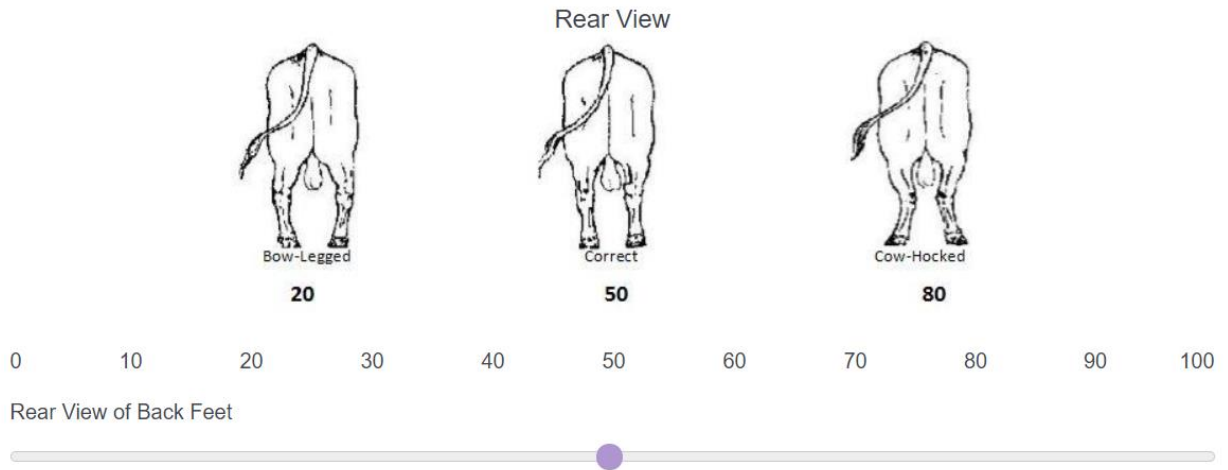 Rear View
Bow-Legged Correct Cow-Hocked
20 50 80
0 10 20 30 40 50 60 70 80 90 100
Rear View of Back Feet